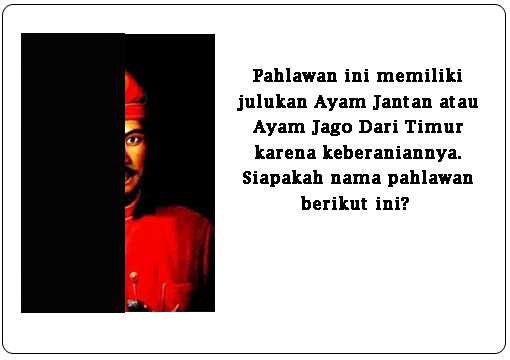 Pahlawan ini memiliki
julukan Ayam Jantan atau
Ayam Jago Dari Timur
karena keberaniannya.
Siapakah nama pahlawan
berikut ini?